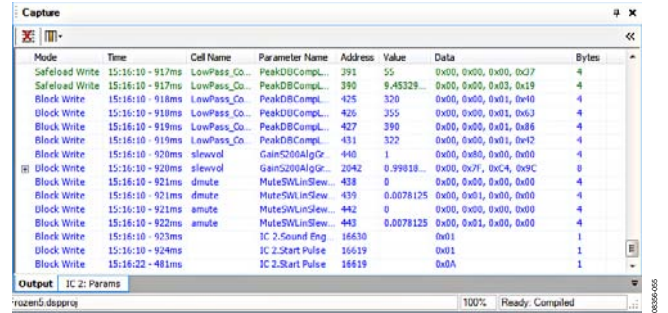 Capture
Mode Time Cell Name Parameter Name Address Value Data Bytes
Safeload Write 15:16:10 - 917ms LowPass_Co... PeakDBCompL... 391 55 0x00, 0x00, 0x00, 0x37 4
Safeload Write 15:16:10 - 917ms LowPass_Co... PeakDBCompL... 390 9.45329... 0x00, 0x00, 0x03, 0x19 4
Block Write 15:16:10 - 918ms LowPass_Co... PeakDBCompL... 425 320 0x00, 0x00, 0x01, 0x40 4
Block Write 15:16:10 - 918ms LowPass_Co... PeakDBCompL... 426 355 0x00, 0x00, 0x01, 0x63 4
Block Write 15:16:10 - 919ms LowPass_Co... PeakDBCompL... 427 390 0x00, 0x00, 0x01, 0x86 4
Block Write 15:16:10 - 919ms LowPass_Co... PeakDBCompL... 431 322 0x00, 0x00, 0x01, 0x42 4
Block Write 15:16:10 - 920ms slewvol GainS200AlgGr... 440 1 0x00, 0x80, 0x00, 0x00 4
Block Write 15:16:10 - 920ms slewvol GainS200AlgGr... 2042 0.99818... 0x00, 0x7F, 0xC4, 0x9C 8
Block Write 15:16:10 - 921ms dmute MuteSWLinSlew... 438 0 0x00, 0x00, 0x00, 0x00 4
Block Write 15:16:10 - 921ms dmute MuteSWLinSlew... 439 0.0078125 0x00, 0x01, 0x00, 0x00 4
Block Write 15:16:10 - 921ms amute MuteSWLinSlew... 442 0 0x00, 0x00, 0x00, 0x00 4
Block Write 15:16:10 - 922ms amute MuteSWLinSlew... 443 0.0078125 0x00, 0x01, 0x00, 0x00 4
Block Write 15:16:10 - 923ms IC 2.Sound Eng... 16630 0x01 1
Block Write 15:16:10 - 924ms IC 2.Start Pulse 16619 0x01 1
Block Write 15:16:22 - 481ms IC 2.Start Pulse 16619 0x0A 1
Output IC 2: Params
rozen5.dspproj 100% Ready: Compiled
08356-055